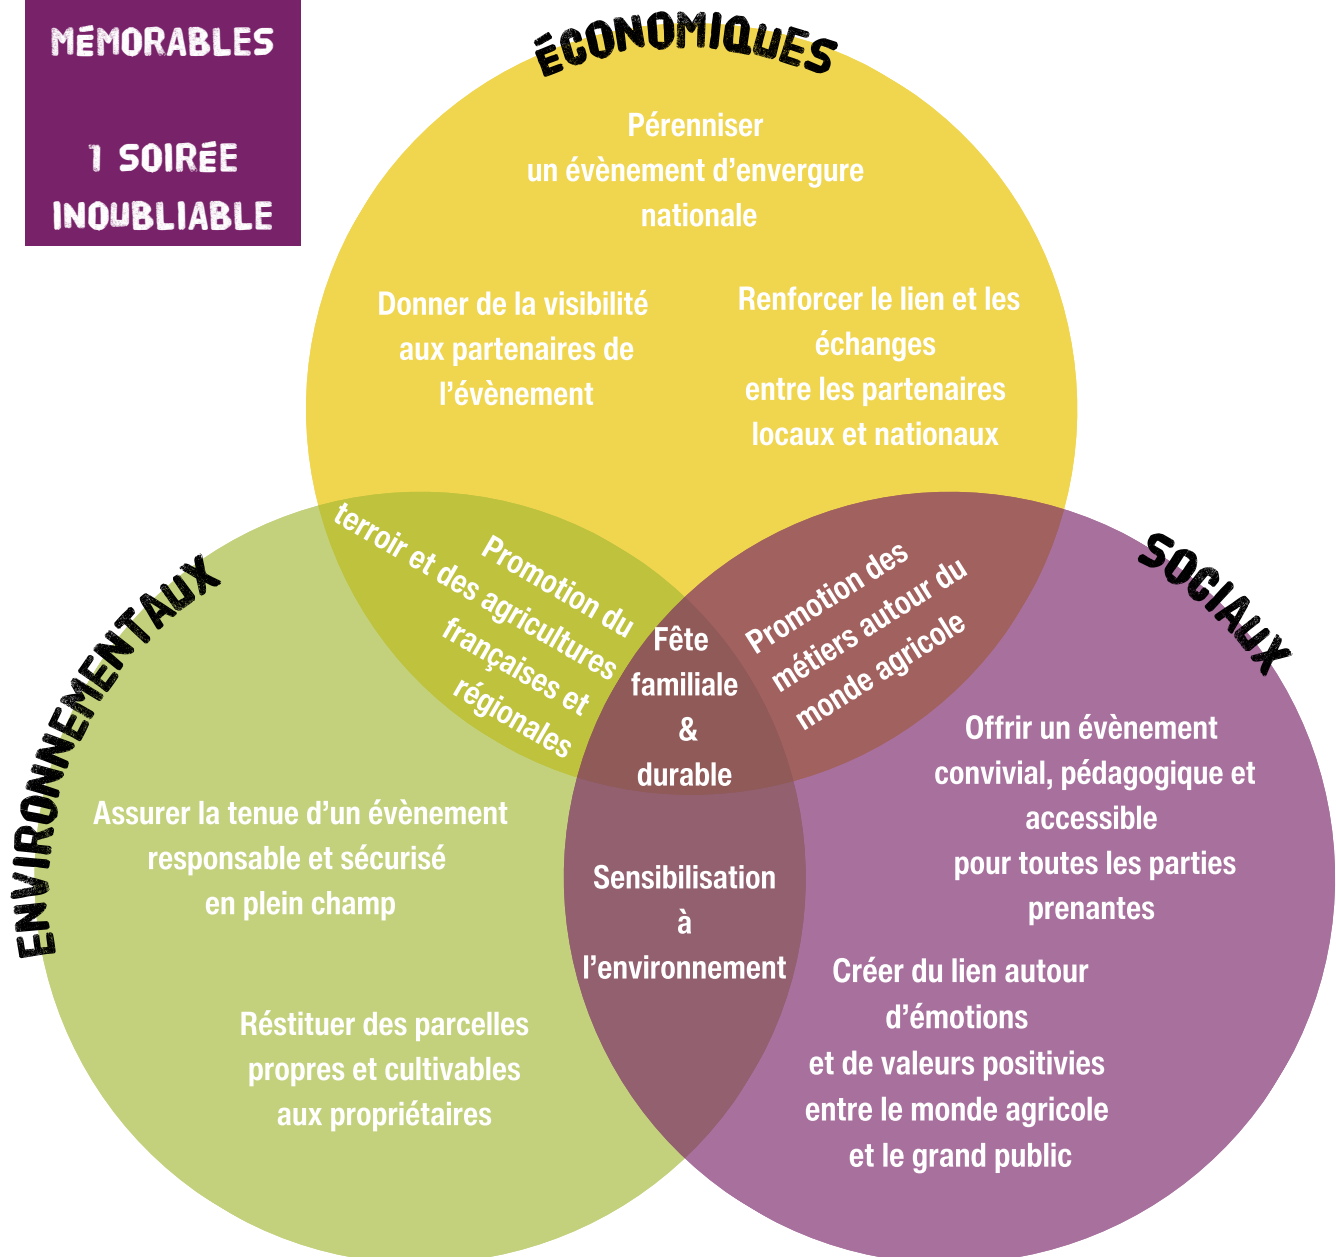 MÉMORABLES
1 SOIRÉE
INOUBLIABLE
ÉCONOMIQUES
Pérenniser
un évènement d’envergure
nationale
Donner de la visibilité
aux partenaires de
l’évènement
Renforcer le lien et les
échanges
entre les partenaires
locaux et nationaux
Promotion du
terroir et des agricultures
françaises et
régionales
Fête
familiale
&
durable
Promotion des
métiers autour du
monde agricole
SOCIAUX
Offrir un évènement
convivial, pédagogique et
accessible
pour toutes les parties
prenantes
Créer du lien autour
d’émotions
et de valeurs positivies
entre le monde agricole
et le grand public
ENVIRONNEMENTAUX
Assurer la tenue d’un évènement
responsable et sécurisé
en plein champ
Réstituer des parcelles
propres et cultivables
aux propriétaires
Sensibilisation
à
l’environnement